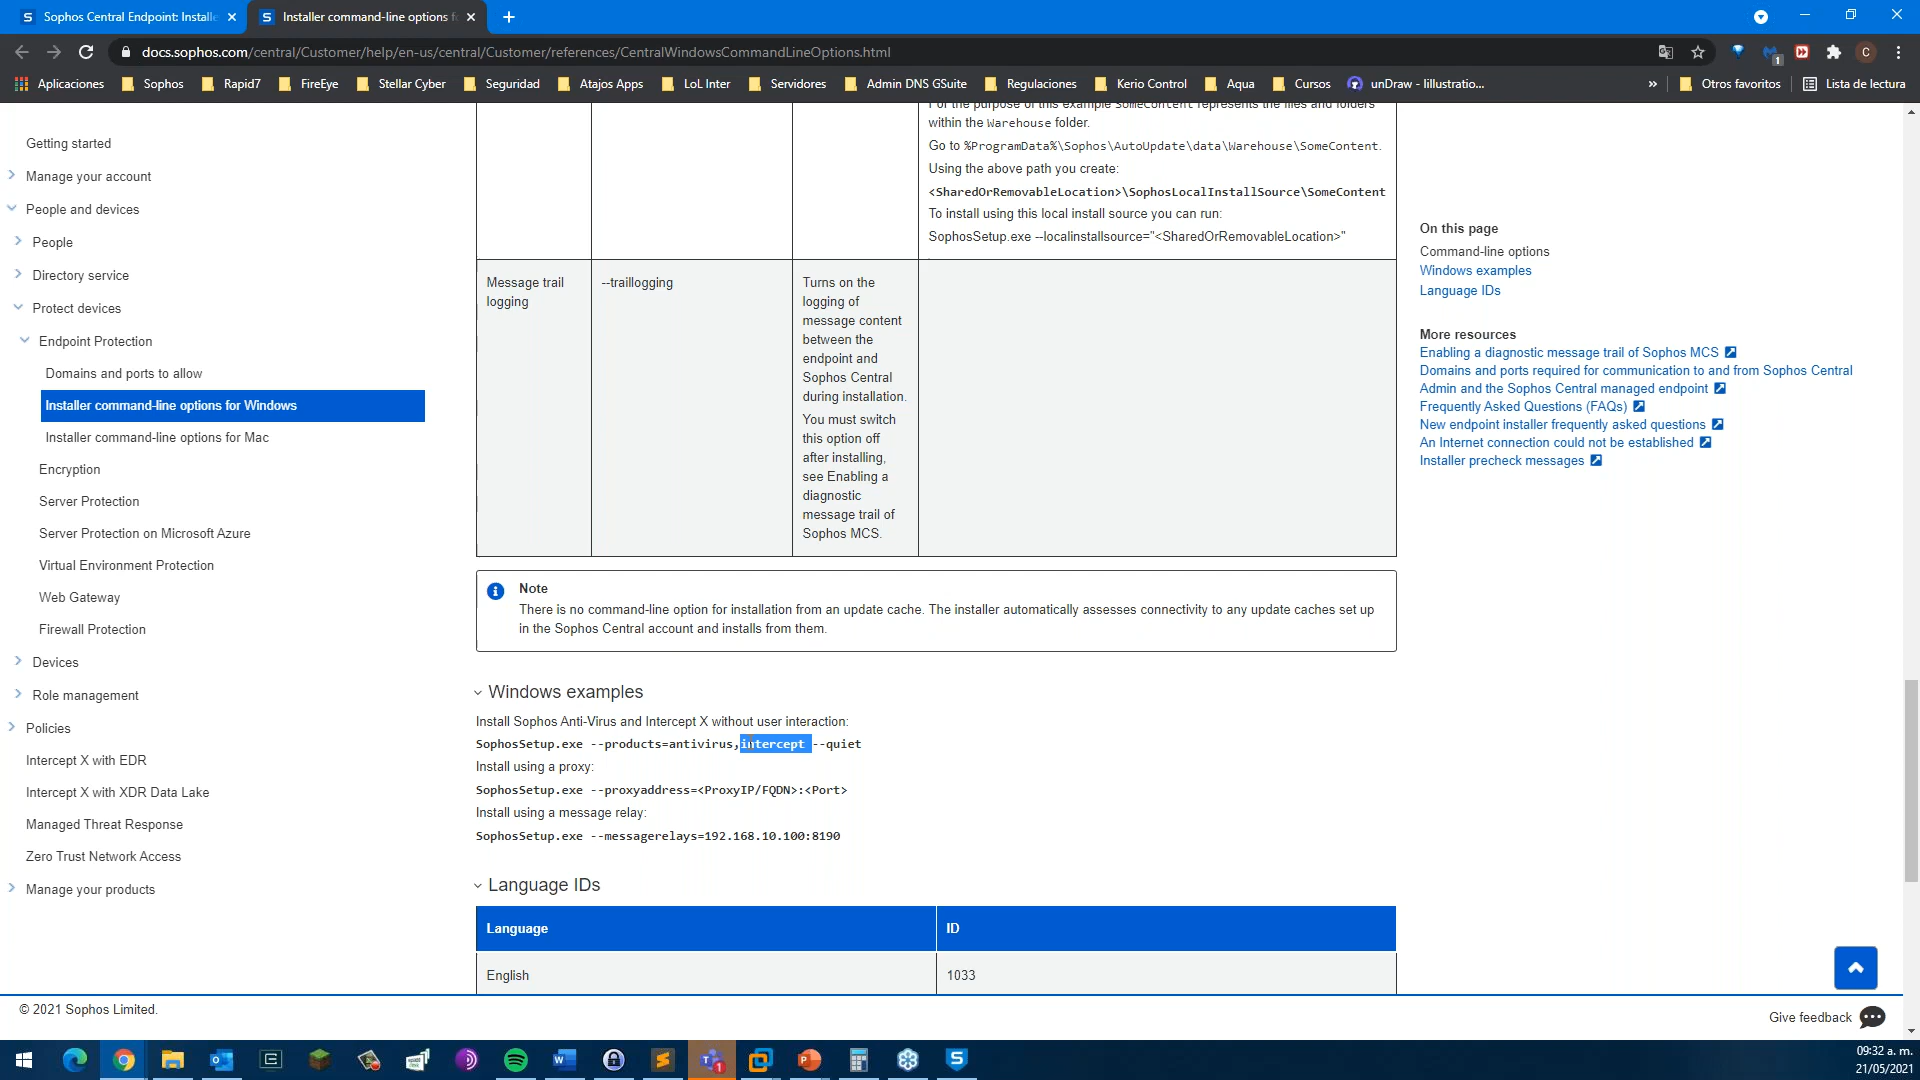 Sophos Central Endpoint: Installe
Installer command-line options f
docs.sophos.com/central/Customer/help/en-us/central/Customer/references/CentralWindowsCommandLineOptions.html
1
C
Aplicaciones
Sophos
Rapid7
FireEye
Stellar Cyber
Seguridad
Atajos Apps
LoL Inter
Servidores
Admin DNS GSuite
Regulaciones
Kerio Control
Aqua
Cursos
unDraw - Iillustratio...
»
Otros favoritos
Lista de lectura
Getting started
Manage your account
People and devices
People
Directory service
Protect devices
Endpoint Protection
Domains and ports to allow
Installer command-line options for Windows
Installer command-line options for Mac
Encryption
Server Protection
Server Protection on Microsoft Azure
Virtual Environment Protection
Web Gateway
Firewall Protection
Devices
Role management
Policies
Intercept X with EDR
Intercept X with XDR Data Lake
Managed Threat Response
Zero Trust Network Access
Manage your products
For the purpose of this example SomeContent represents the files and folders
within the Warehouse folder.
Go to %ProgramData%\Sophos\AutoUpdate\data\Warehouse\SomeContent.
Using the above path you create:
<SharedOrRemovableLocation>\SophosLocalInstallSource\SomeContent
To install using this local install source you can run:
SophosSetup.exe --localinstallsource="<SharedOrRemovableLocation>"
.
Message trail
logging
--traillogging
Turns on the
logging of
message content
between the
endpoint and
Sophos Central
during installation.
You must switch
this option off
after installing,
see Enabling a
diagnostic
message trail of
Sophos MCS.
Note
There is no command-line option for installation from an update cache. The installer automatically assesses connectivity to any update caches set up
in the Sophos Central account and installs from them.
Windows examples
Install Sophos Anti-Virus and Intercept X without user interaction:
SophosSetup.exe --products=antivirus,intercept --quiet
Install using a proxy:
SophosSetup.exe --proxyaddress=<ProxyIP/FQDN>:<Port>
Install using a message relay:
SophosSetup.exe --messagerelays=192.168.10.100:8190
Language IDs
Language
ID
English
1033
On this page
Command-line options
Windows examples
Language IDs
More resources
Enabling a diagnostic message trail of Sophos MCS
Domains and ports required for communication to and from Sophos Central
Admin and the Sophos Central managed endpoint
Frequently Asked Questions (FAQs)
New endpoint installer frequently asked questions
An Internet connection could not be established
Installer precheck messages
© 2021 Sophos Limited.
Give feedback
09:32 a. m.
21/05/2021